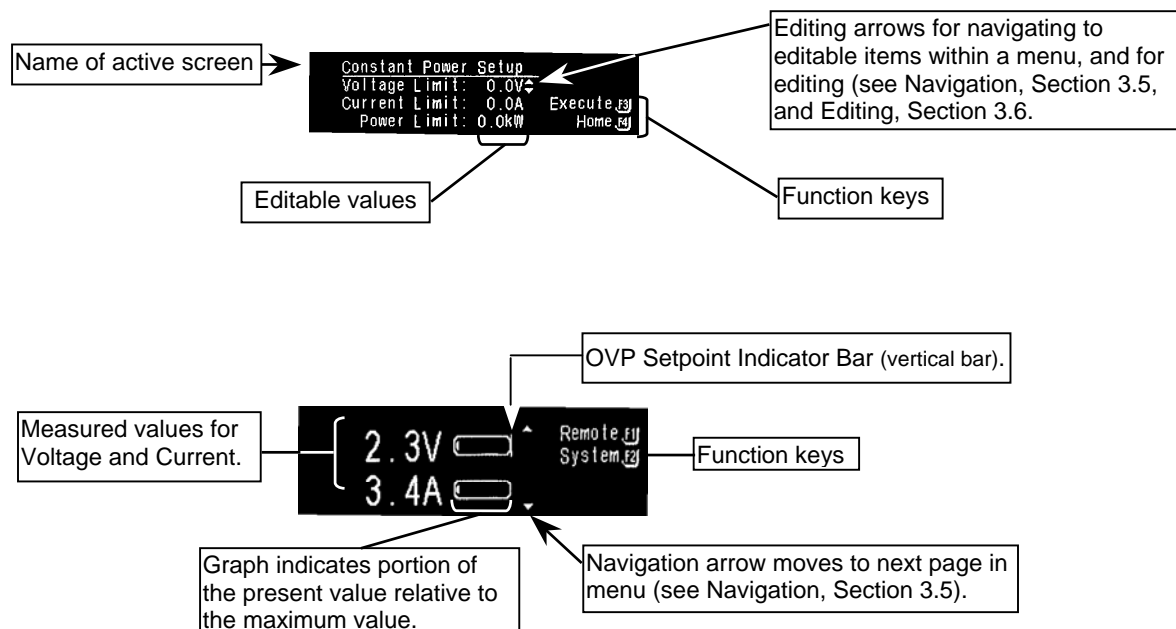 Name of active screen
Constant Power Setup
Voltage Limit: 0.0V
Current Limit: 0.0A Execute F3
Power Limit: 0.0kW Home F4
Editing arrows for navigating to
editable items within a menu, and for
editing (see Navigation, Section 3.5,
and Editing, Section 3.6.
Editable values
Function keys
OVP Setpoint Indicator Bar (vertical bar).
Measured values for
Voltage and Current.
2.3V
3.4A
Remote F1
System F2
Function keys
Graph indicates portion of
the present value relative to
the maximum value.
Navigation arrow moves to next page in
menu (see Navigation, Section 3.5).